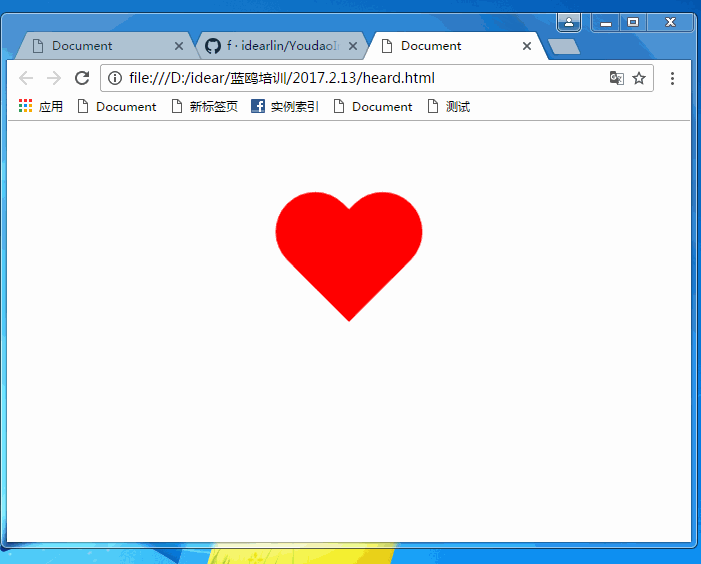 Document
f · idearlin/YoudaoI
Document
file:///D:/idear/蓝鸥培训/2017.2.13/heard.html
应用 Document 新标签页 实例索引 Document 测试